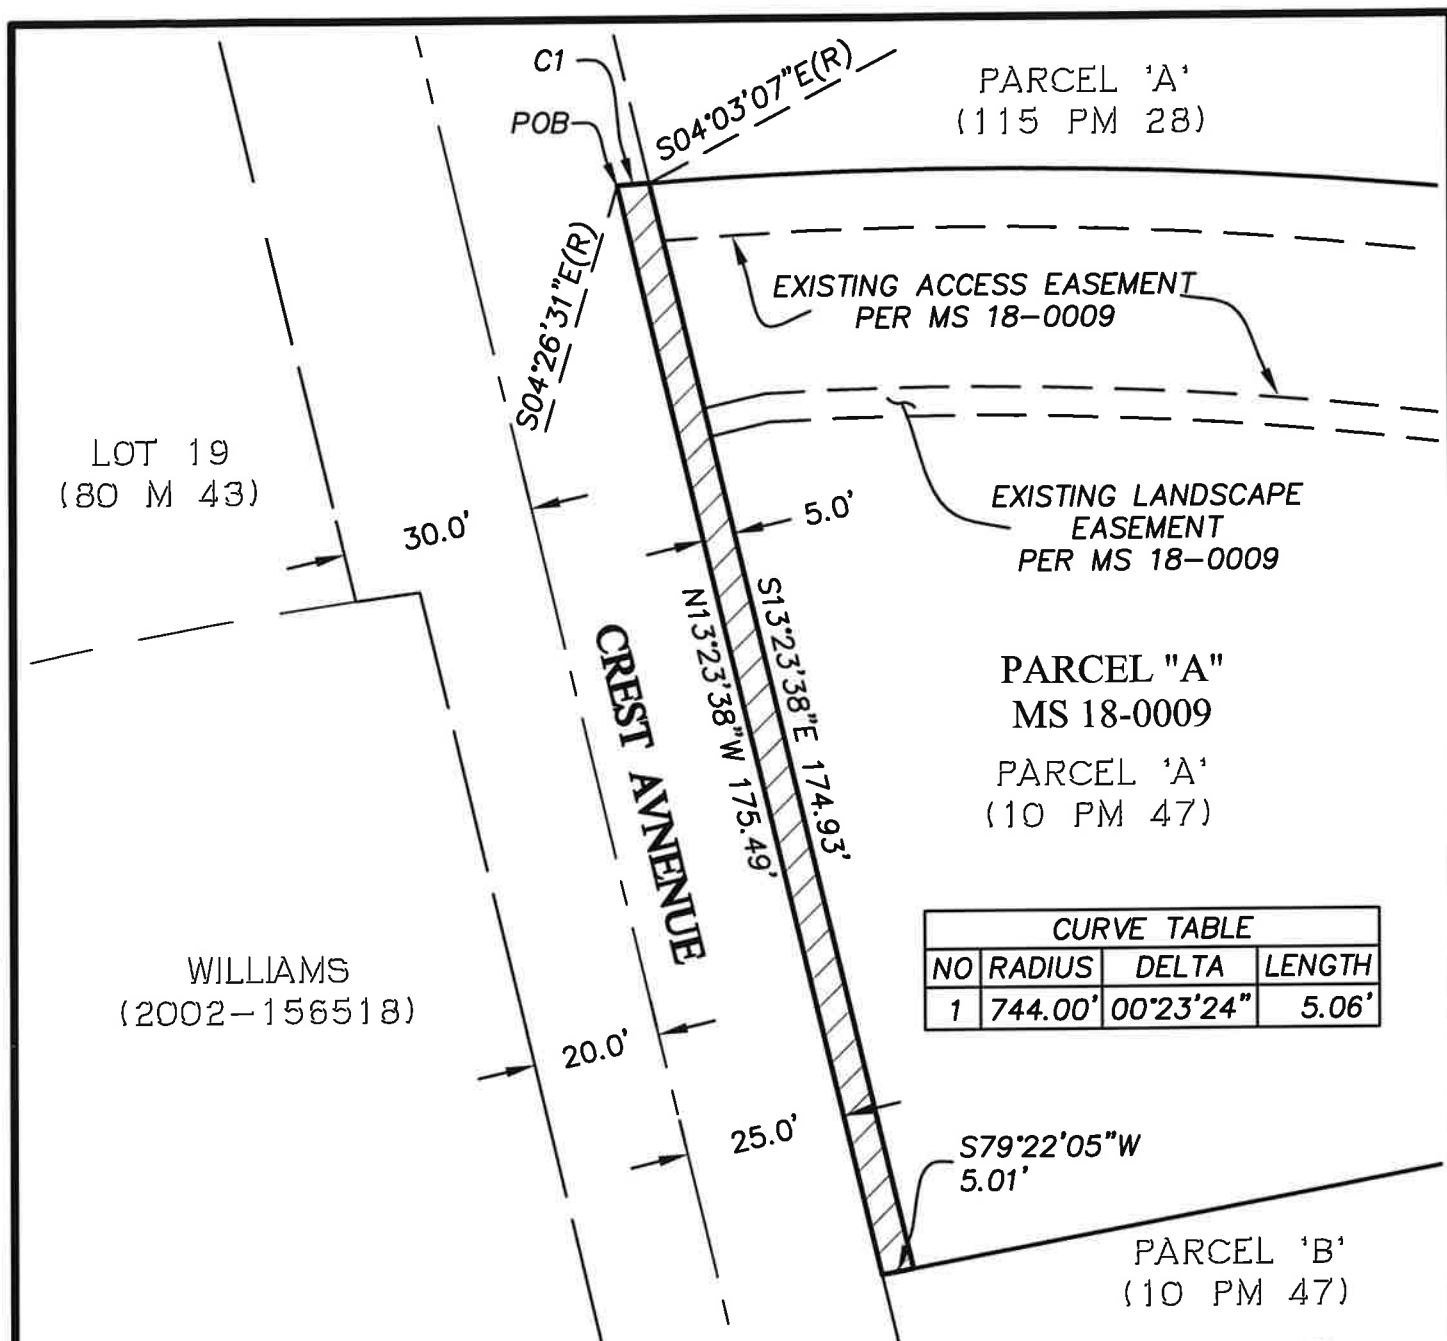 C1
POB
S04°03'07"E(R)
PARCEL 'A'
(115 PM 28)
S04°26'31"E(R)
EXISTING ACCESS EASEMENT
PER MS 18-0009
LOT 19
(80 M 43)
30.0'
5.0'
EXISTING LANDSCAPE
EASEMENT
PER MS 18-0009
CREST AVNENUE
N13°23'38"W 175.49'
S13°23'38"E 174.93'
PARCEL "A"
MS 18-0009
PARCEL 'A'
(10 PM 47)
CURVE TABLE
NO RADIUS DELTA LENGTH
1 744.00' 00°23'24" 5.06'
WILLIAMS
(2002-156518)
20.0'
25.0'
S79°22'05"W
5.01'
PARCEL 'B'
(10 PM 47)